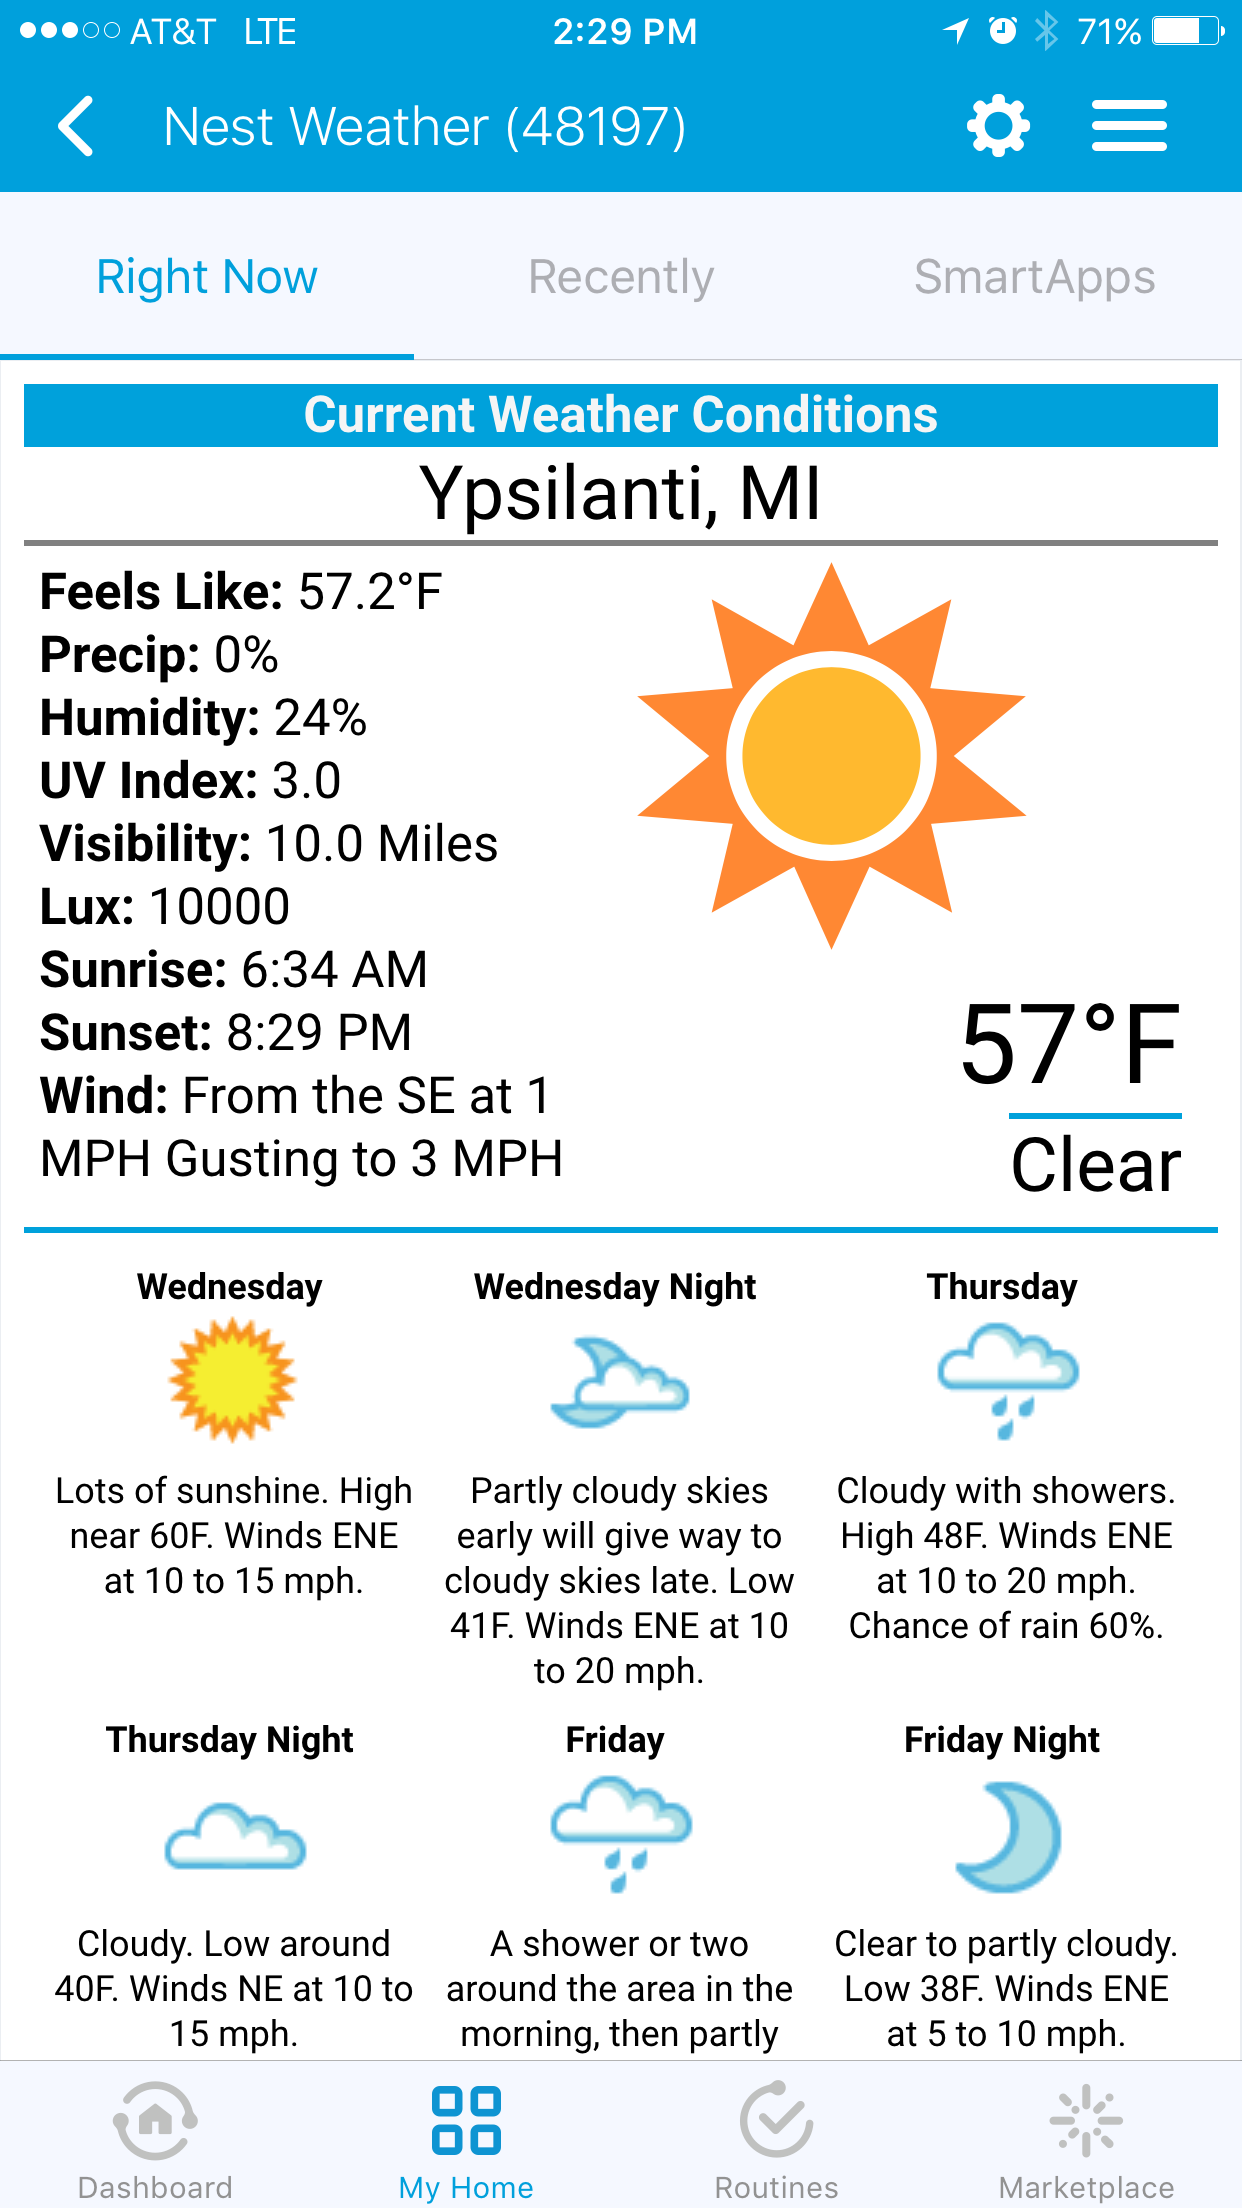 AT&T LTE 2:29 PM 71%
Nest Weather (48197)
Right Now Recently SmartApps
Current Weather Conditions
Ypsilanti, MI
Feels Like: 57.2°F
Precip: 0%
Humidity: 24%
UV Index: 3.0
Visibility: 10.0 Miles
Lux: 10000
Sunrise: 6:34 AM
Sunset: 8:29 PM
Wind: From the SE at 1
MPH Gusting to 3 MPH
57°F
Clear
Wednesday
Lots of sunshine. High
near 60F. Winds ENE
at 10 to 15 mph.
Wednesday Night
Partly cloudy skies
early will give way to
cloudy skies late. Low
41F. Winds ENE at 10
to 20 mph.
Thursday
Cloudy with showers.
High 48F. Winds ENE
at 10 to 20 mph.
Chance of rain 60%.
Thursday Night
Cloudy. Low around
40F. Winds NE at 10 to
15 mph.
Friday
A shower or two
around the area in the
morning, then partly
Friday Night
Clear to partly cloudy.
Low 38F. Winds ENE
at 5 to 10 mph.
Dashboard My Home Routines Marketplace